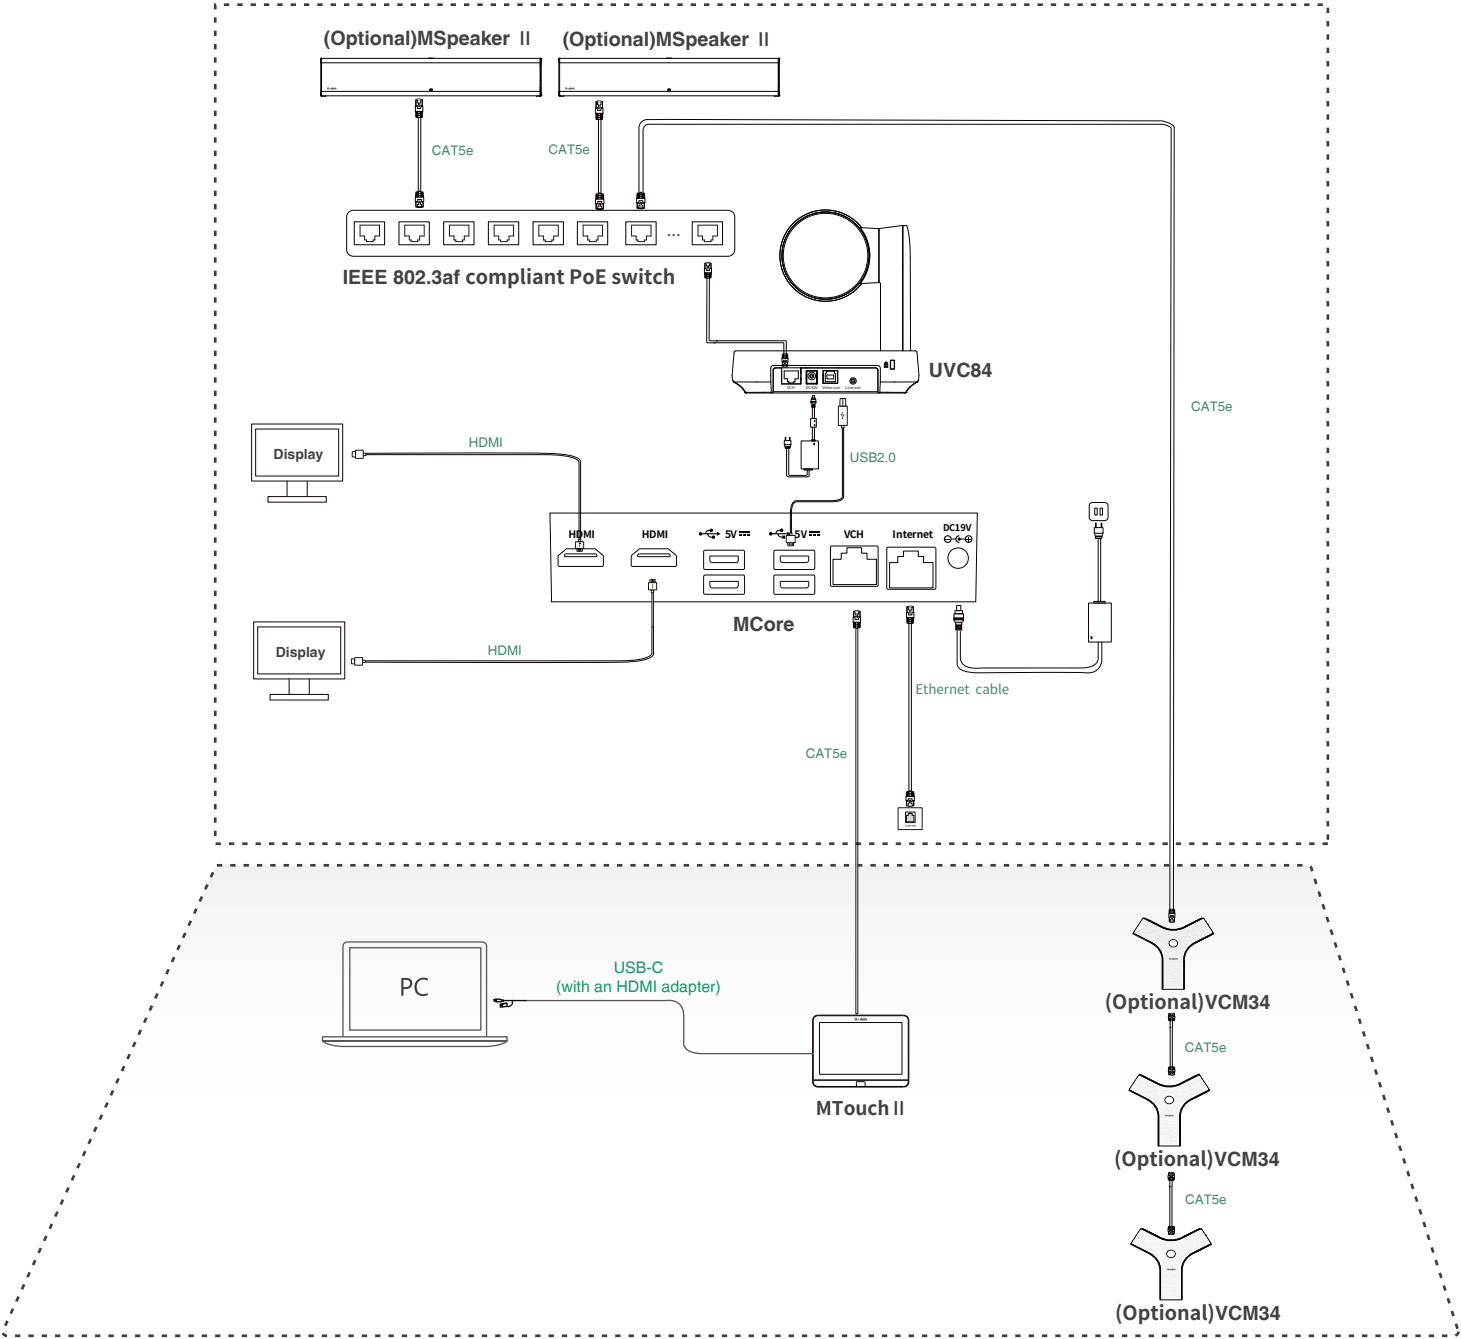 (Optional)MSpeaker Ⅱ
(Optional)MSpeaker Ⅱ
CAT5e
CAT5e
...
IEEE 802.3af compliant PoE switch
UVC84
VCH
CAT5e
Display
HDMI
USB2.0
HDMI
HDMI
5V
5V
VCH
Internet
DC19V
MCore
Display
HDMI
Ethernet cable
CAT5e
PC
USB-C
(with an HDMI adapter)
Yealink
MTouch Ⅱ
(Optional)VCM34
CAT5e
(Optional)VCM34
CAT5e
(Optional)VCM34